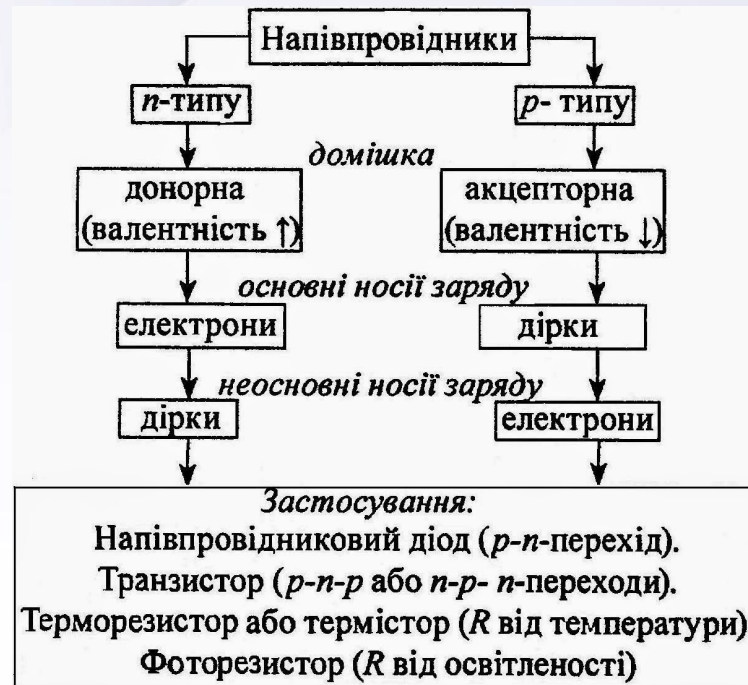 Напівпровідники
n-типу
p- типу
домішка
донорна
(валентність ↑)
акцепторна
(валентність ↓)
основні носії заряду
електрони
дірки
неосновні носії заряду
дірки
електрони
Застосування:
Напівпровідниковий діод (p-n-перехід).
Транзистор (p-n-p або n-p- n-переходи).
Терморезистор або термістор (R від температури)
Фоторезистор (R від освітленості)